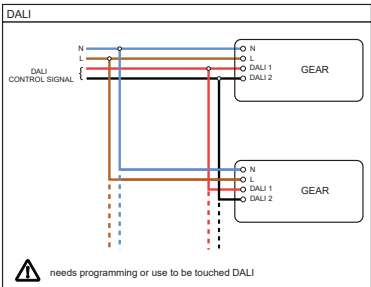 DALI
N
L
DALI
CONTROL SIGNAL {
N
L
DALI 1
DALI 2
GEAR
N
L
DALI 1
DALI 2
GEAR
needs programming or use to be touched DALI